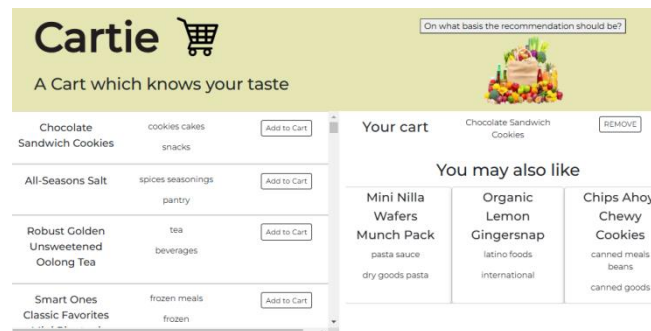 Cartie
On what basis the recommendation should be?
A Cart which knows your taste
Chocolate
Sandwich Cookies
cookies cakes
snacks
Add to Cart
All-Seasons Salt
spices seasonings
pantry
Add to Cart
Robust Golden
Unsweetened
Oolong Tea
tea
beverages
Add to Cart
Smart Ones
Classic Favorites
frozen meals
frozen
Add to Cart
Your cart
Chocolate Sandwich
Cookies
REMOVE
You may also like
Mini Nilla
Wafers
Munch Pack
pasta sauce
dry goods pasta
Organic
Lemon
Gingersnap
latino foods
international
Chips Ahoy
Chewy
Cookies
canned meals
beans
canned goods